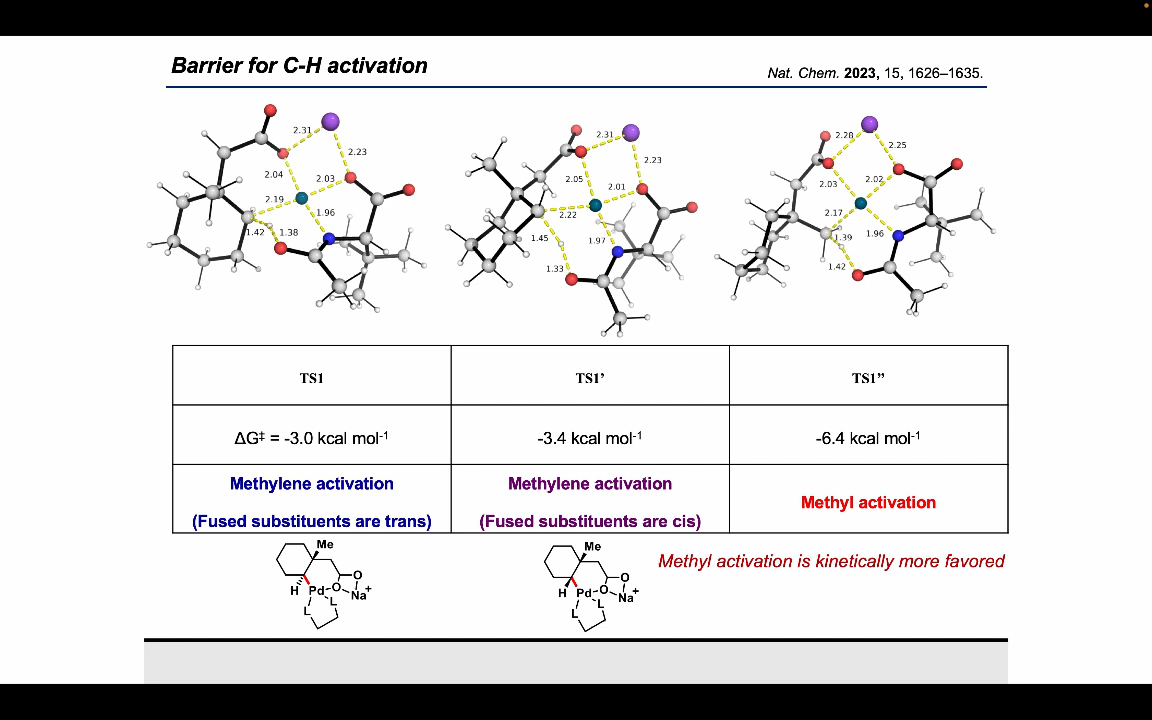 Barrier for C-H activation
Nat. Chem. 2023, 15, 1626–1635.
2.31
2.23
2.04
2.03
2.19
1.96
1.42
1.38
2.31
2.23
2.05
2.01
2.22
1.97
1.45
1.33
2.28
2.25
2.03
2.02
2.17
1.96
1.39
1.42
TS1
TS1’
TS1”
ΔG‡ = -3.0 kcal mol-1
-3.4 kcal mol-1
-6.4 kcal mol-1
Methylene activation
(Fused substituents are trans)
Methylene activation
(Fused substituents are cis)
Methyl activation
Me
H
Pd
O
O
Na+
L
L
Me
H
Pd
O
O
Na+
L
L
Methyl activation is kinetically more favored